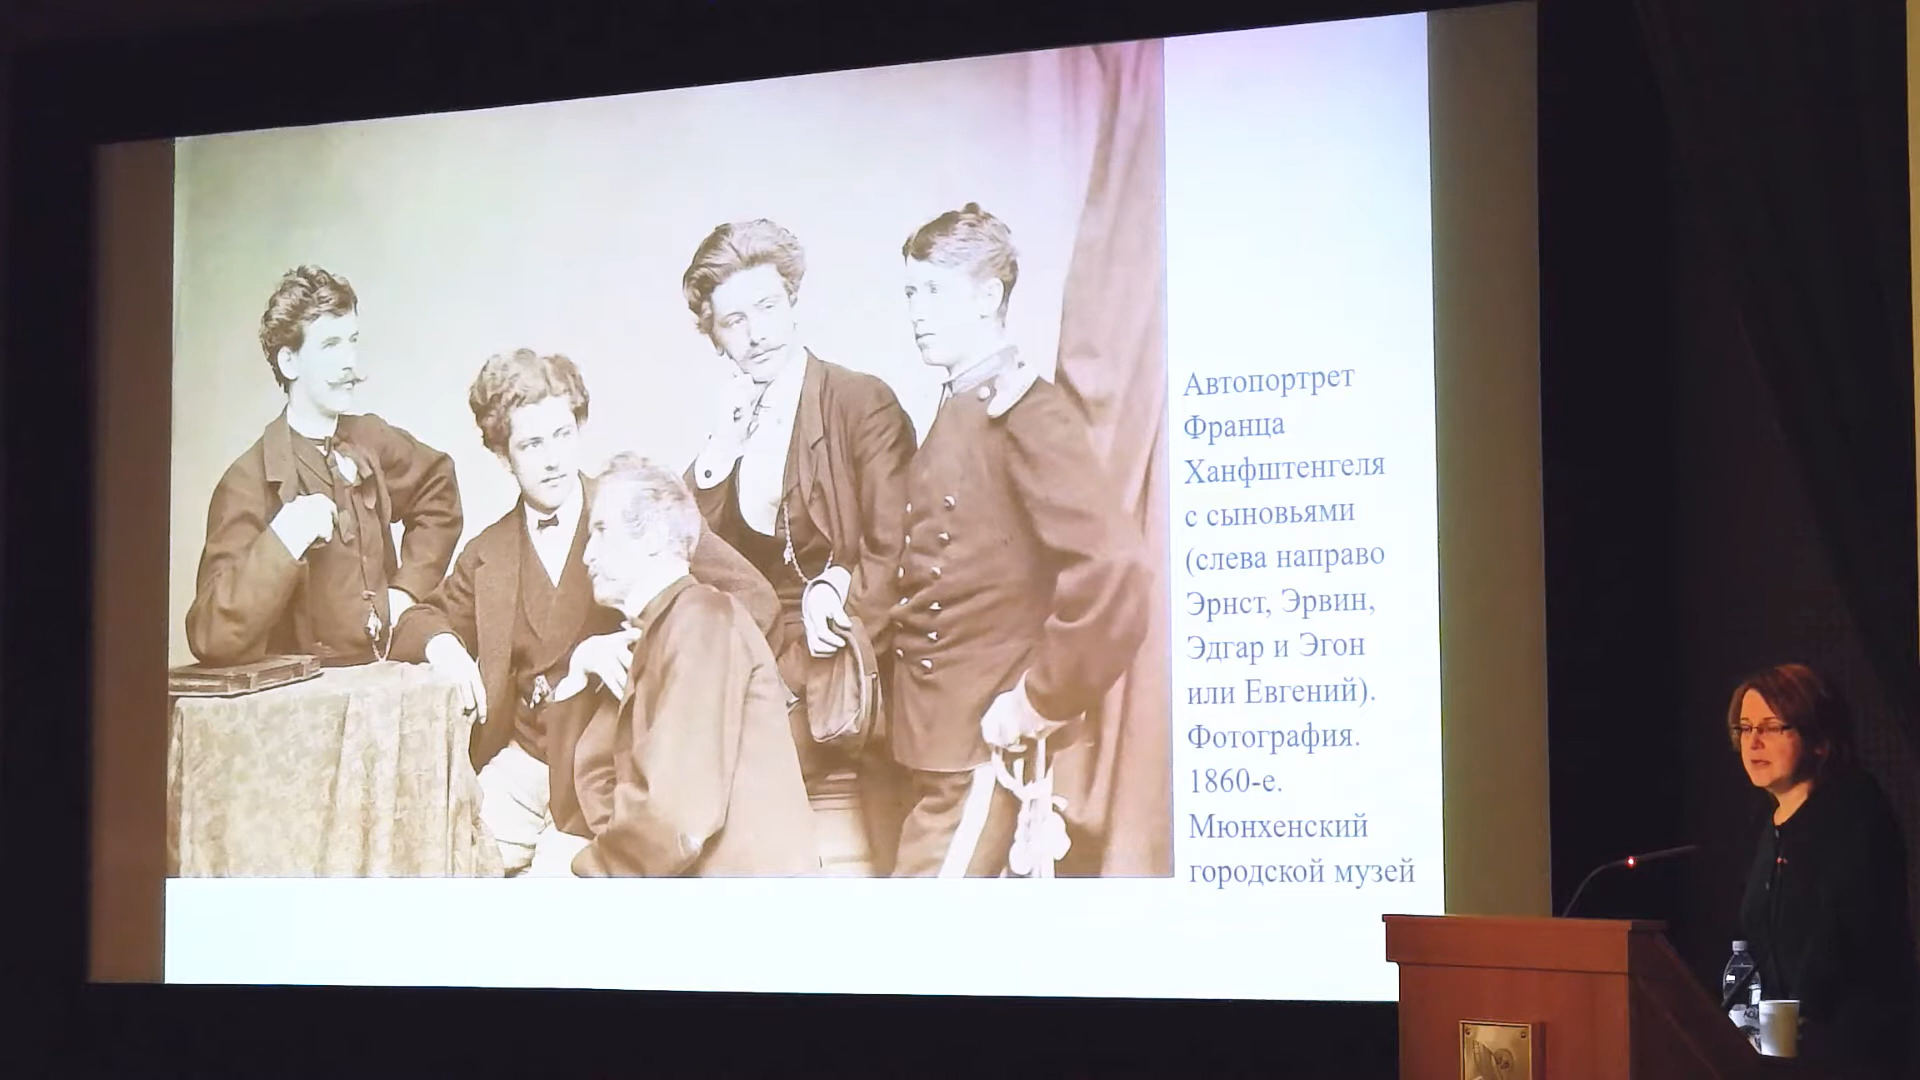 Автопортрет
Франца
Ханфштенгеля
с сыновьями
(слева направо
Эрнст, Эрвин,
Эдгар и Эгон
или Евгений).
Фотография.
1860-е.
Мюнхенский
городской музей